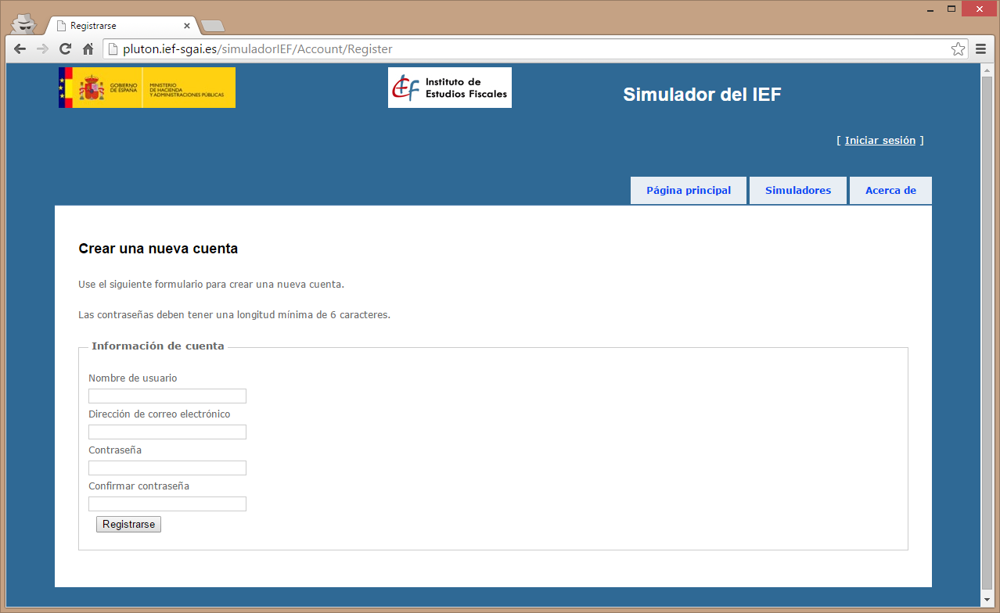 Registrarse
pluton.ief-sgai.es/simuladorIEF/Account/Register
GOBIERNO
DE ESPAÑA
MINISTERIO
DE HACIENDA
Y ADMINISTRACIONES PÚBLICAS
Instituto de
Estudios Fiscales
Simulador del IEF
[ Iniciar sesión ]
Página principal Simuladores Acerca de
Crear una nueva cuenta
Use el siguiente formulario para crear una nueva cuenta.
Las contraseñas deben tener una longitud mínima de 6 caracteres.
Información de cuenta
Nombre de usuario
Dirección de correo electrónico
Contraseña
Confirmar contraseña
Registrarse